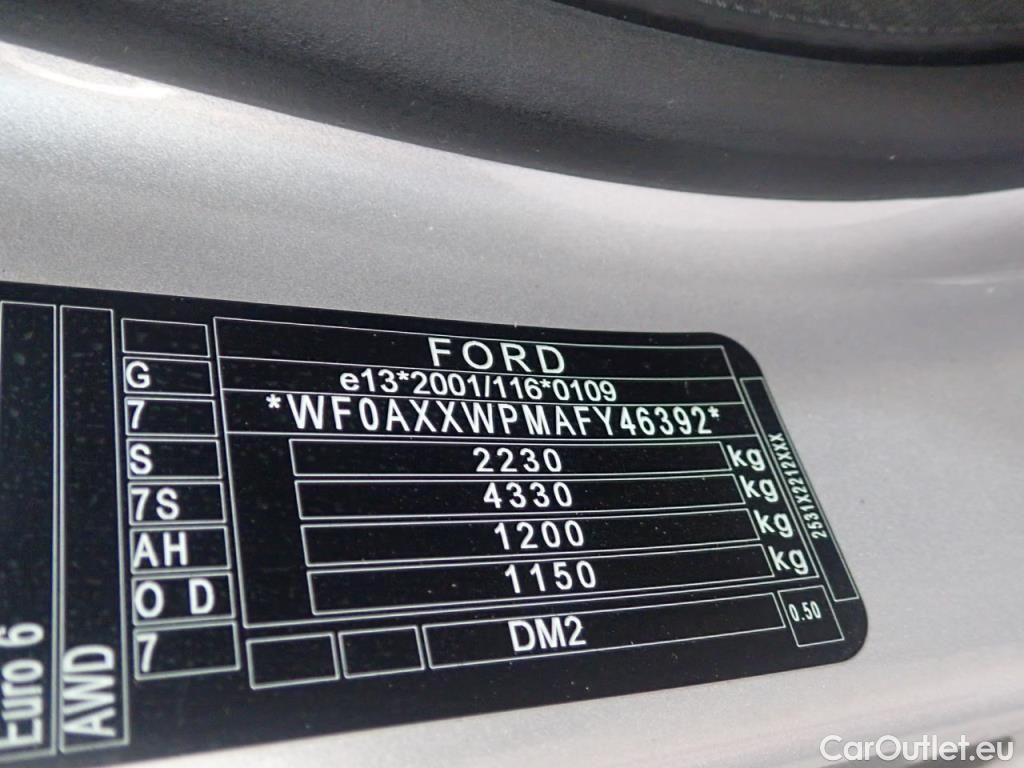 FORD
e13*2001/116*0109
*WF0AXXWPMAFY46392*
2230 kg
4330 kg
1200 kg
1150 kg
DM2
0.50
2531X2212XXX
G
7
S
7S
AH
O D
7
AWD
Euro 6
CarOutlet.eu